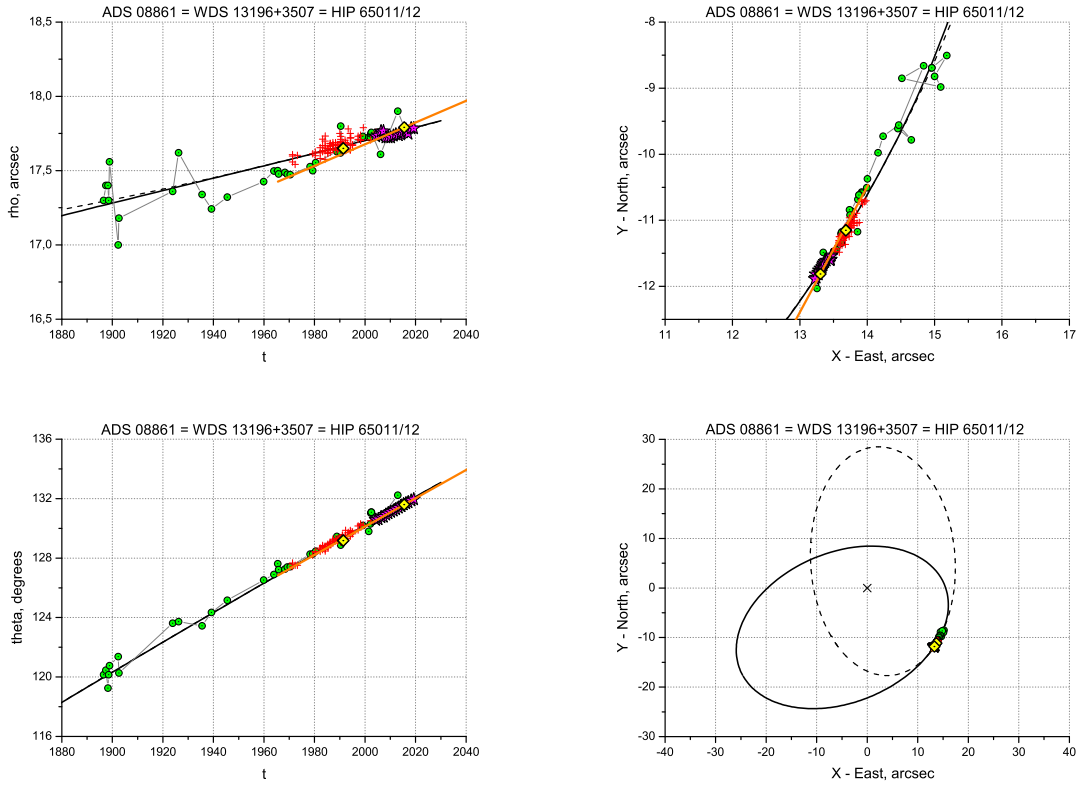 ADS 08861 = WDS 13196+3507 = HIP 65011/12
18,5
18,0
17,5
17,0
16,5
rho, arcsec
1880 1900 1920 1940 1960 1980 2000 2020 2040
t
ADS 08861 = WDS 13196+3507 = HIP 65011/12
-8
-9
-10
-11
-12
Y - North, arcsec
11 12 13 14 15 16 17
X - East, arcsec
ADS 08861 = WDS 13196+3507 = HIP 65011/12
136
132
128
124
120
116
theta, degrees
1880 1900 1920 1940 1960 1980 2000 2020 2040
t
ADS 08861 = WDS 13196+3507 = HIP 65011/12
30
20
10
0
-10
-20
-30
Y - North, arcsec
-40 -30 -20 -10 0 10 20 30 40
X - East, arcsec